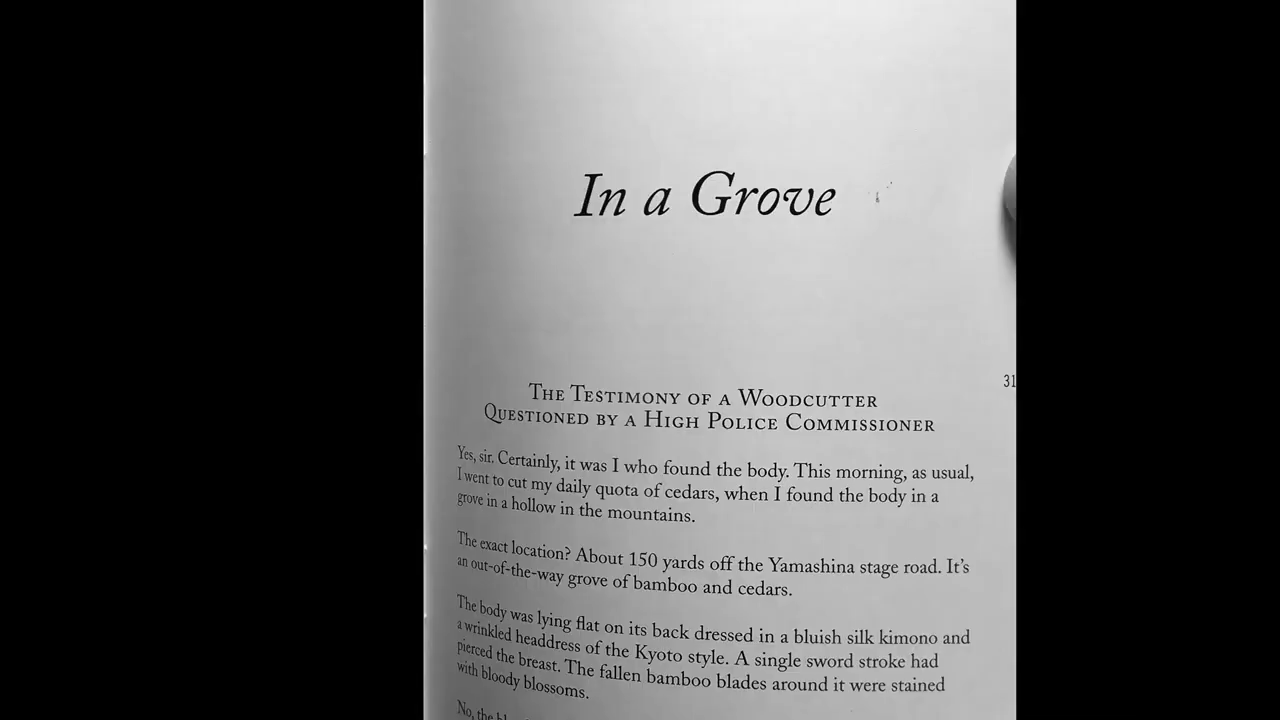 In a Grove
31
The Testimony of a Woodcutter
Questioned by a High Police Commissioner
Yes, sir. Certainly, it was I who found the body. This morning, as usual,
I went to cut my daily quota of cedars, when I found the body in a
grove in a hollow in the mountains.
The exact location? About 150 yards off the Yamashina stage road. It's
an out-of-the-way grove of bamboo and cedars.
The body was lying flat on its back dressed in a bluish silk kimono and
a wrinkled headdress of the Kyoto style. A single sword stroke had
pierced the breast. The fallen bamboo blades around it were stained
with bloody blossoms.
No, the